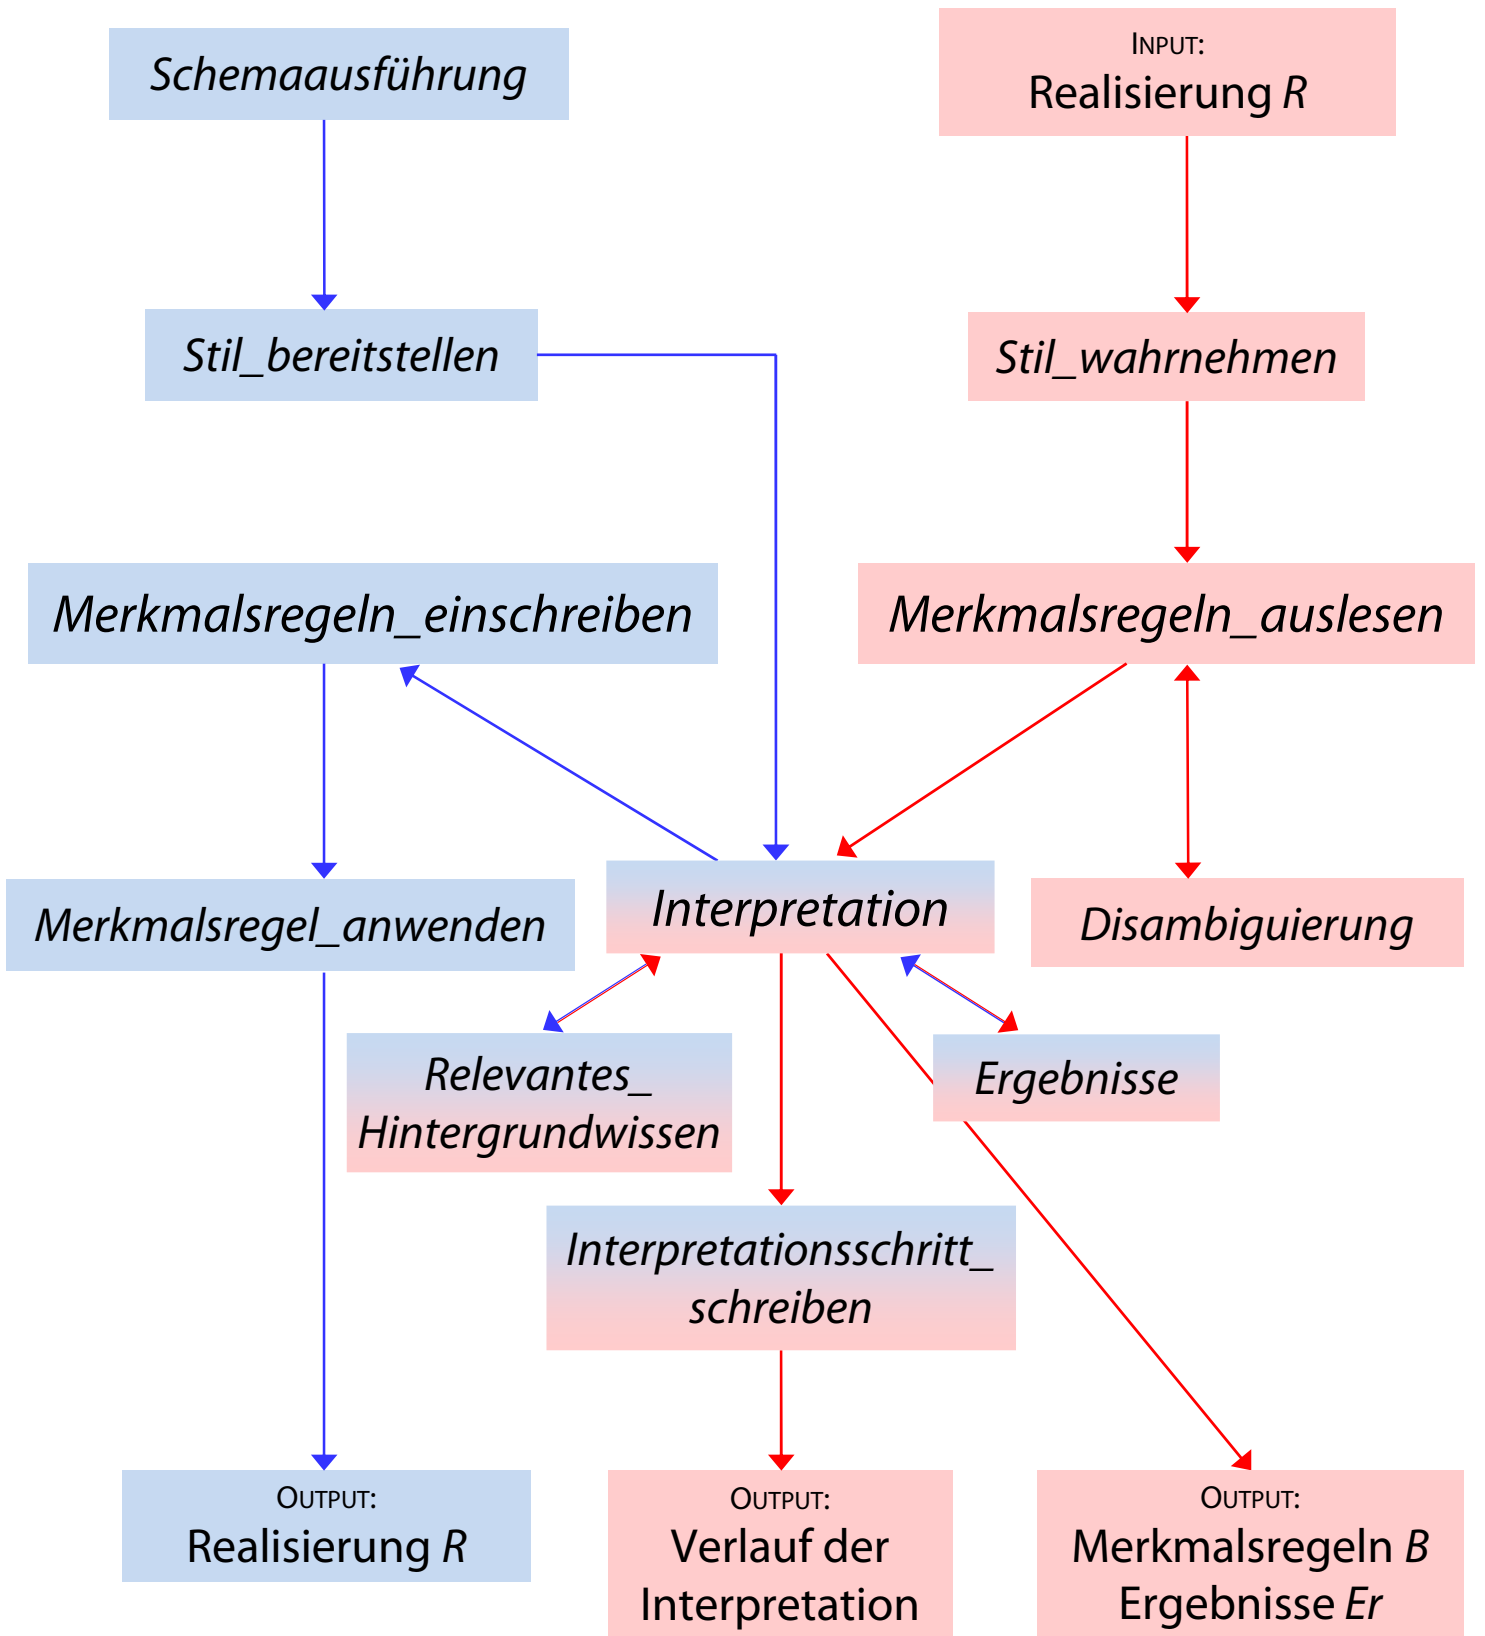 Schemaausführung
INPUT:
Realisierung R
Stil_bereitstellen
Stil_wahrnehmen
Merkmalsregeln_einschreiben
Merkmalsregeln_auslesen
Merkmalsregel_anwenden
Interpretation
Disambiguierung
Relevantes_
Hintergrundwissen
Ergebnisse
Interpretationsschritt_
schreiben
OUTPUT:
Realisierung R
OUTPUT:
Verlauf der
Interpretation
OUTPUT:
Merkmalsregeln B
Ergebnisse Er